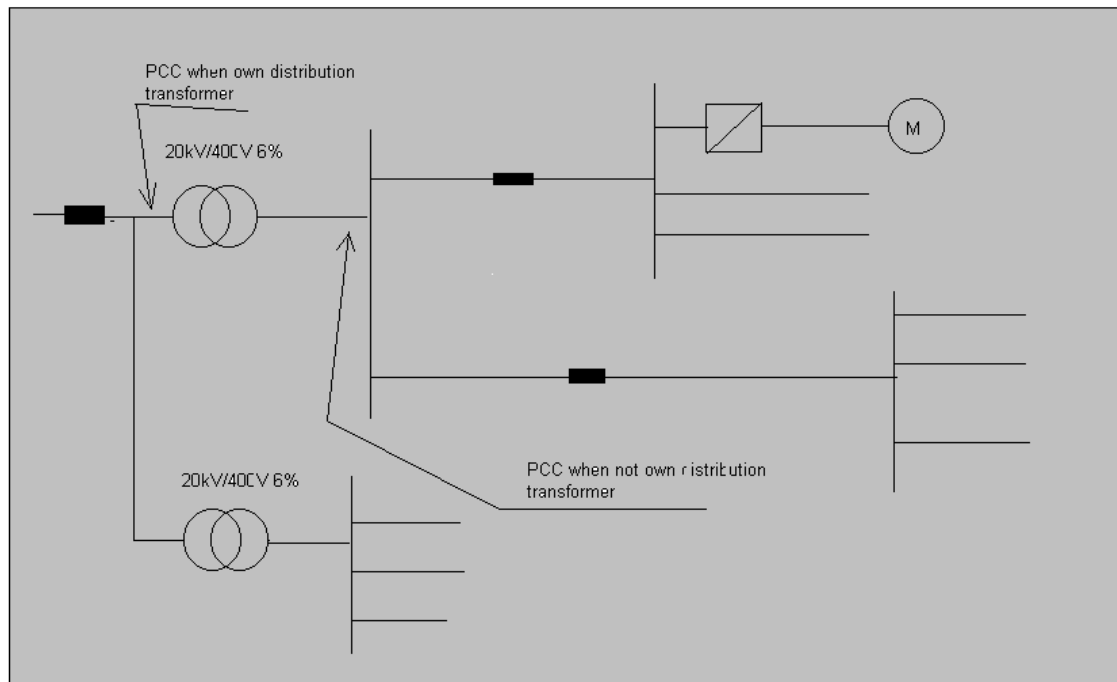 PCC when own distribution
transformer
20kV/400V 6%
M
PCC when not own distribution
transformer
20kV/400V 6%